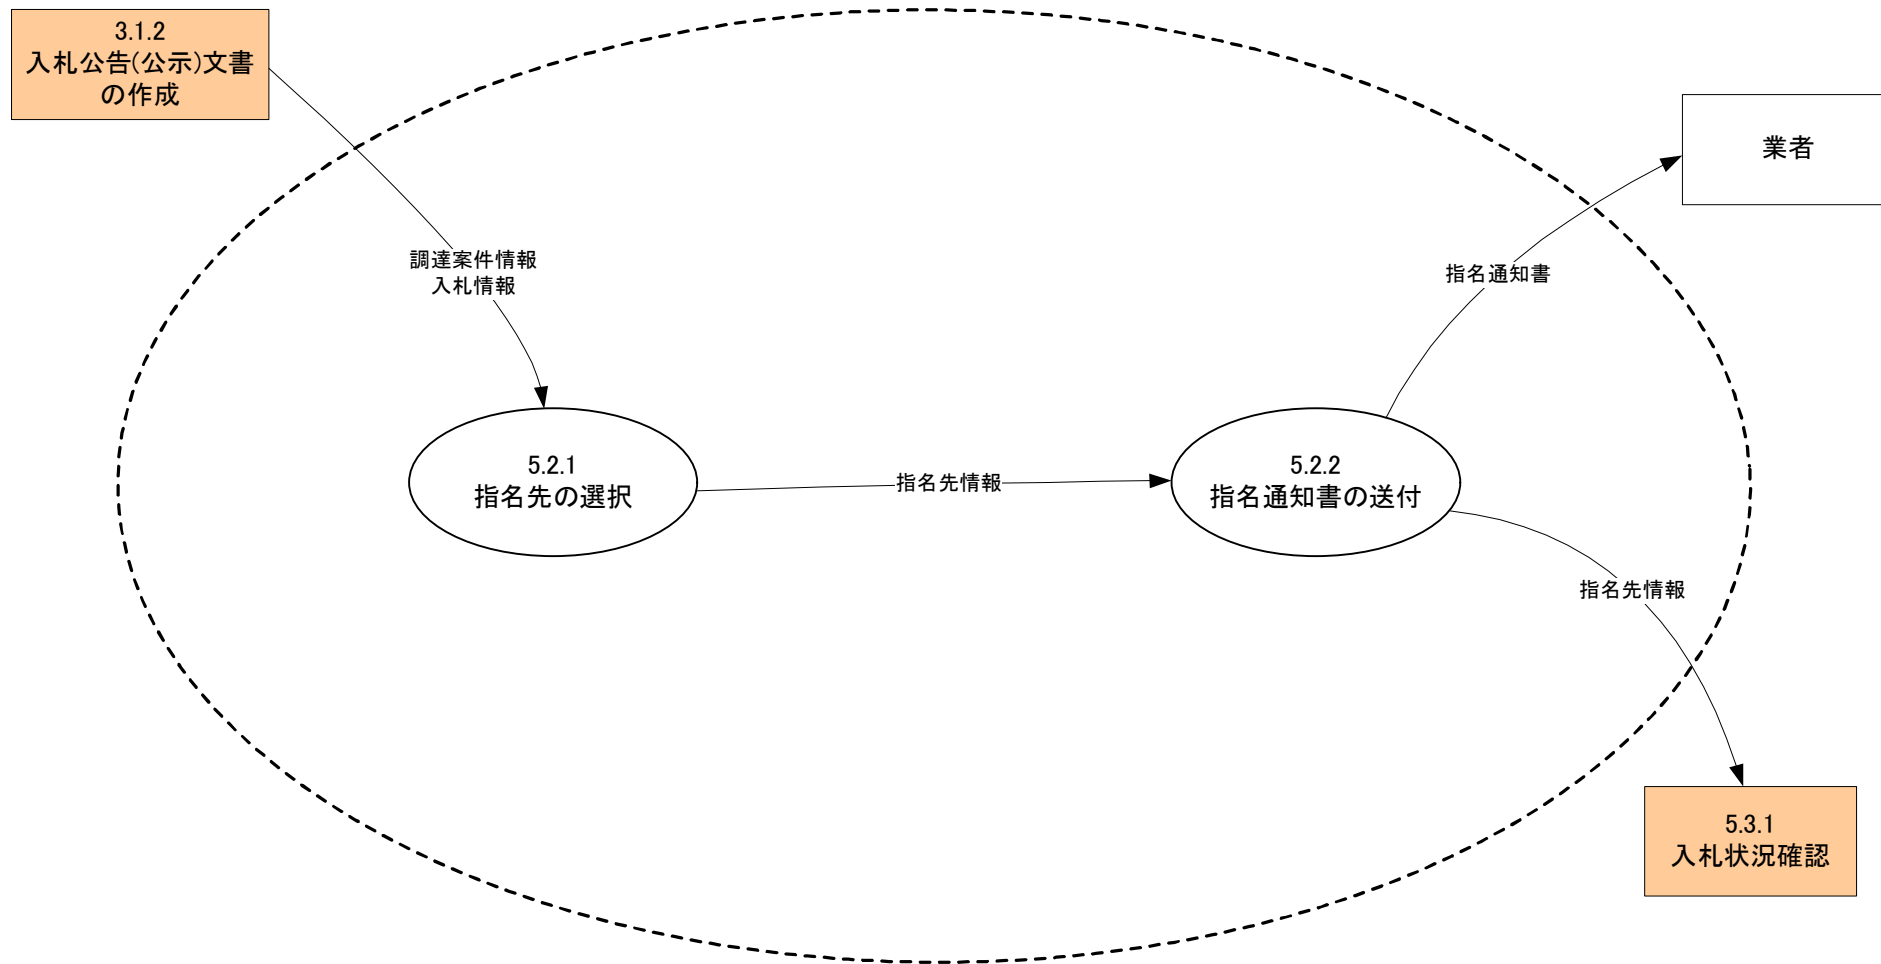 3.1.2
入札公告(公示)文書
の作成
業者
調達案件情報
入札情報
指名通知書
5.2.1
指名先の選択
指名先情報
5.2.2
指名通知書の送付
指名先情報
5.3.1
入札状況確認